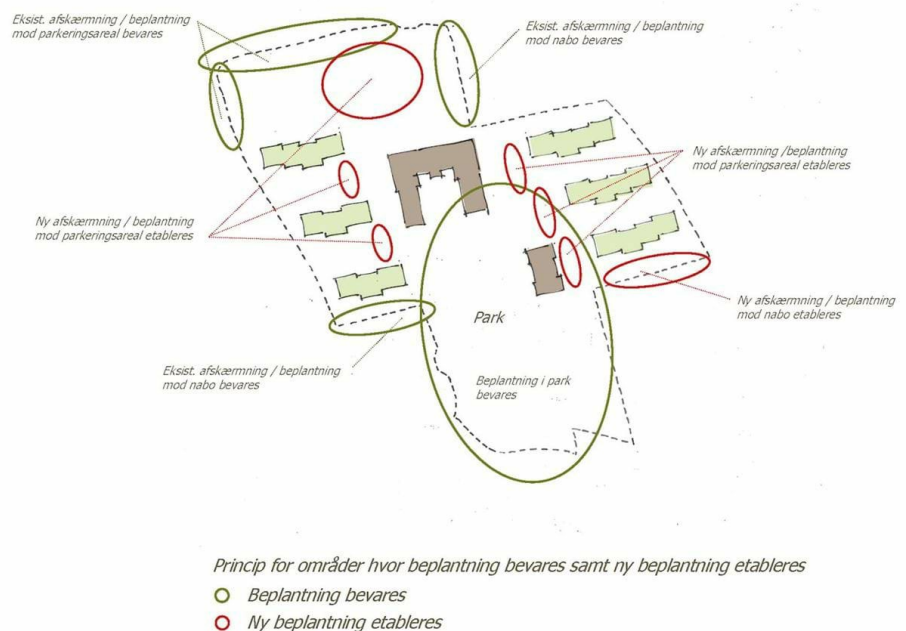 Eksist. afskærmning / beplantning
mod parkeringsareal bevares
Eksist. afskærmning / beplantning
mod nabo bevares
Ny afskærmning /beplantning
mod parkeringsareal etableres
Ny afskærmning / beplantning
mod parkeringsareal etableres
Ny afskærmning / beplantning
mod nabo etableres
Park
Eksist. afskærmning / beplantning
mod nabo bevares
Beplantning i park
bevares
Princip for områder hvor beplantning bevares samt ny beplantning etableres
Beplantning bevares
Ny beplantning etableres